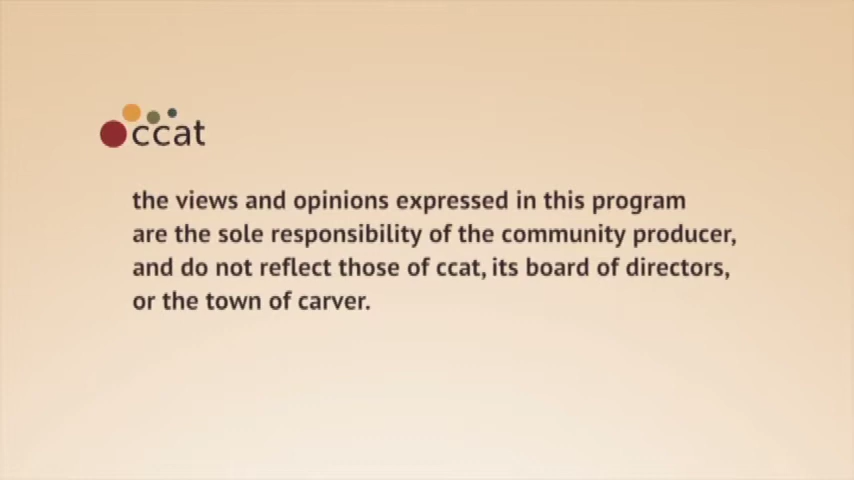 ccat
the views and opinions expressed in this program
are the sole responsibility of the community producer,
and do not reflect those of ccat, its board of directors,
or the town of carver.